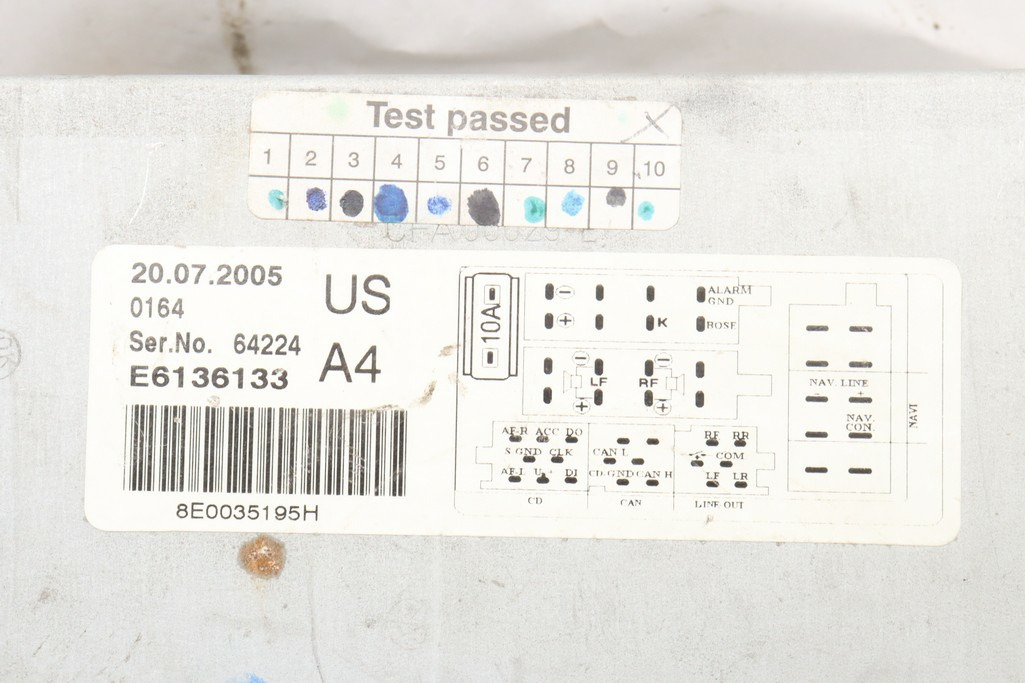 Test passed
1 2 3 4 5 6 7 8 9 10
20.07.2005
0164
US
Ser.No. 64224
E6136133
A4
8E0035195H
10A
− ALARM GND
+ K BOSE
− −
LF RF
+ +
AF-R ACC DO
S GND CLK
AF-L U+ DI
CD
CAN L
CD-GND CAN H
CAN
RF RR
COM
LF LR
LINE OUT
NAV. LINE
− +
NAV. CON.
NAVI